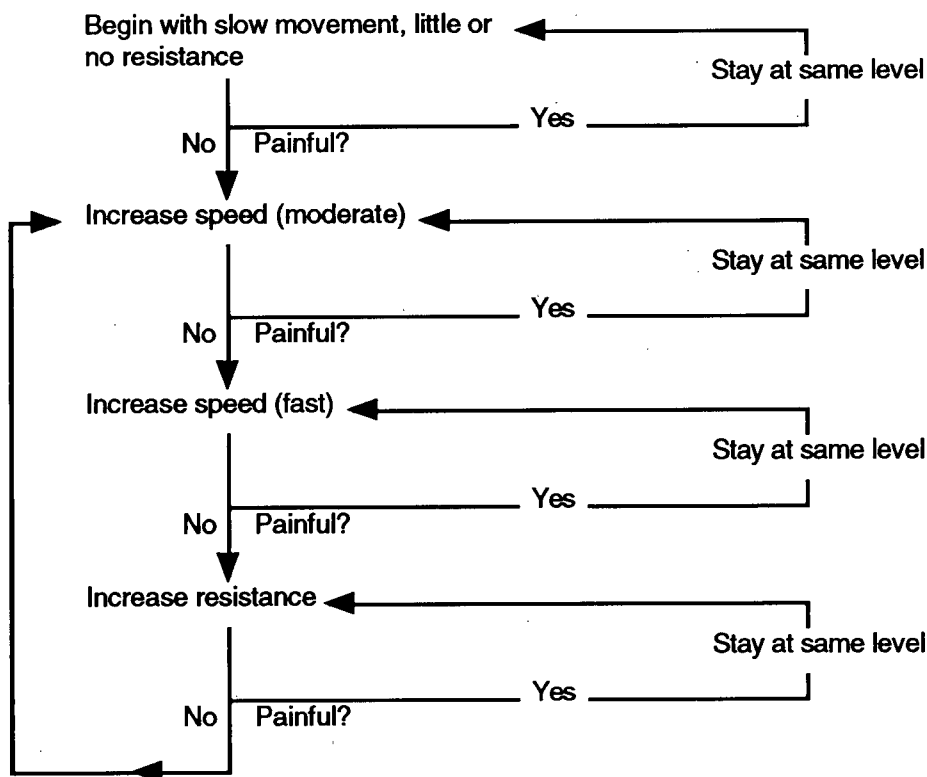 Begin with slow movement, little or
no resistance
Stay at same level
Yes
No Painful?
Increase speed (moderate)
Stay at same level
Yes
No Painful?
Increase speed (fast)
Stay at same level
Yes
No Painful?
Increase resistance
Stay at same level
Yes
No Painful?